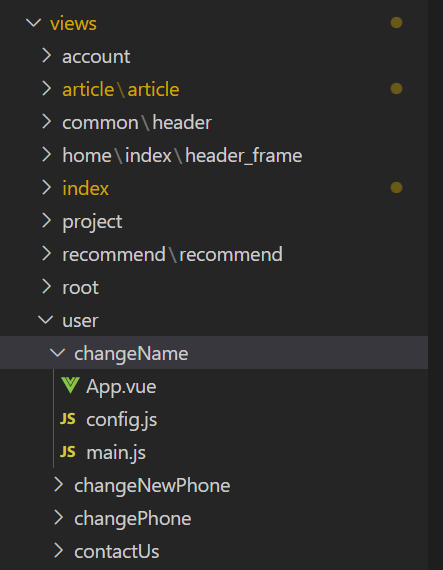 views
account
article\article
common\header
home\index\header_frame
index
project
recommend\recommend
root
user
changeName
App.vue
JS config.js
JS main.js
changeNewPhone
changePhone
contactUs